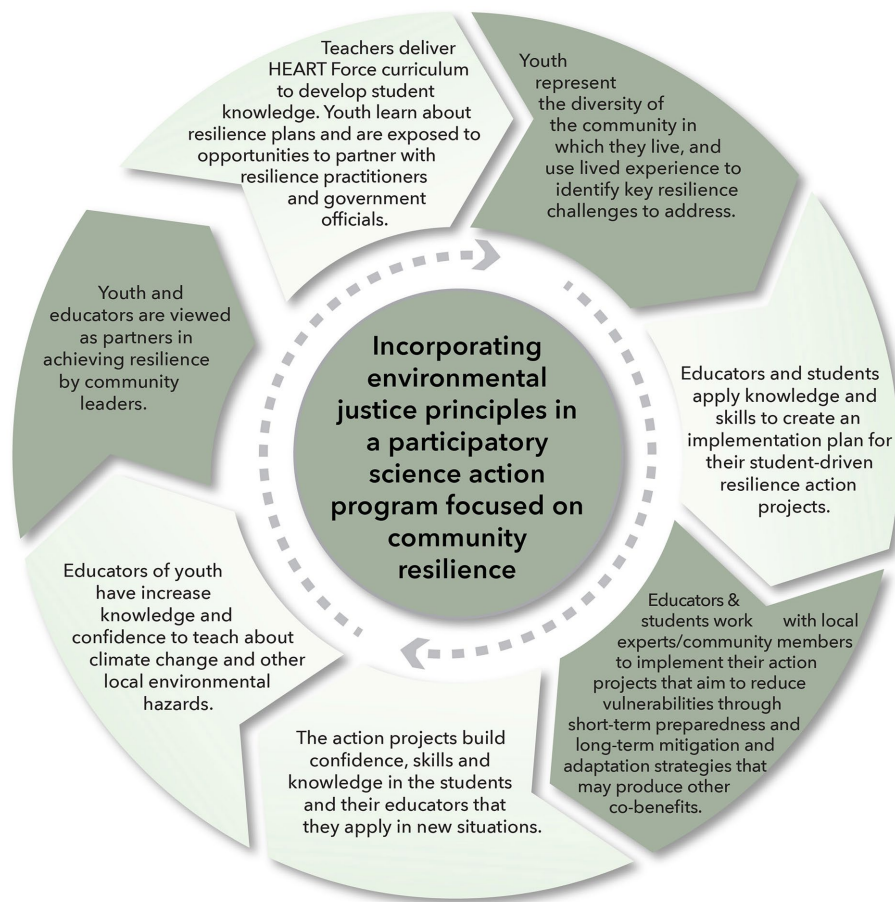 Teachers deliver
HEART Force curriculum
to develop student
knowledge. Youth learn about
resilience plans and are exposed to
opportunities to partner with
resilience practitioners
and government
officials.
Youth
represent
the diversity of
the community in
which they live, and
use lived experience to
identify key resilience
challenges to address.
Educators and students
apply knowledge and
skills to create an
implementation plan for
their student-driven
resilience action
projects.
Educators &
students work with local
experts/community members
to implement their action
projects that aim to reduce
vulnerabilities through
short-term preparedness and
long-term mitigation and
adaptation strategies that
may produce other
co-benefits.
The action projects build
confidence, skills and
knowledge in the students
and their educators that
they apply in new situations.
Educators of youth
have increase
knowledge and
confidence to teach about
climate change and other
local environmental
hazards.
Youth and
educators are viewed
as partners in
achieving resilience
by community
leaders.
Incorporating
environmental
justice principles in
a participatory
science action
program focused on
community
resilience